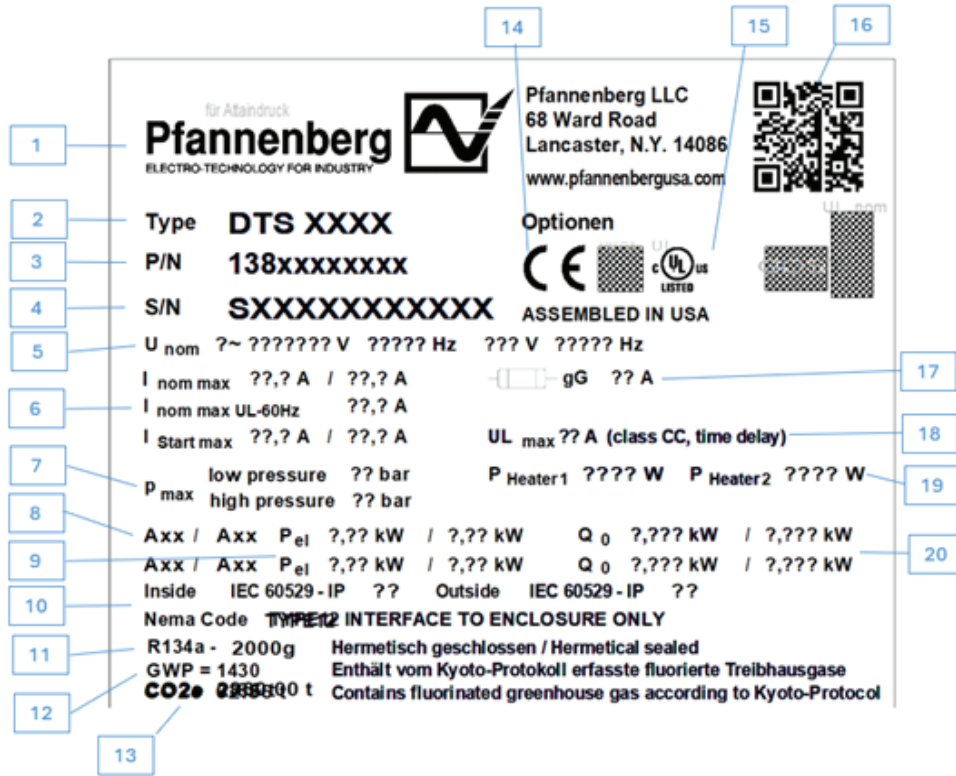 14
15
16
für Attaindruck
1
Pfannenberg
ELECTRO-TECHNOLOGY FOR INDUSTRY
Pfannenberg LLC
68 Ward Road
Lancaster, N.Y. 14086
www.pfannenbergusa.com
2
Type DTS XXXX
Optionen
UL nom
3
P/N 138xxxxxxxx
CE
C UL US
LISTED
4
S/N SXXXXXXXXXXX
ASSEMBLED IN USA
5
U nom ?~ ??????? V ????? Hz ??? V ????? Hz
I nom max ??,? A / ??,? A
gG ?? A
17
6
I nom max UL-60Hz ??,? A
I Start max ??,? A / ??,? A
UL max ?? A (class CC, time delay)
18
7
p max low pressure ?? bar
high pressure ?? bar
P Heater1 ???? W P Heater2 ???? W
19
8
Axx / Axx P el ?,?? kW / ?,?? kW Q 0 ?,??? kW / ?,??? kW
9
Axx / Axx P el ?,?? kW / ?,?? kW Q 0 ?,??? kW / ?,??? kW
20
10
Inside IEC 60529 - IP ?? Outside IEC 60529 - IP ??
Nema Code INTERFACE TO ENCLOSURE ONLY
11
R134a - 2000g Hermetisch geschlossen / Hermetical sealed
12
GWP = 1430 Enthält vom Kyoto-Protokoll erfasste fluorierte Treibhausgase
CO2e t Contains fluorinated greenhouse gas according to Kyoto-Protocol
13